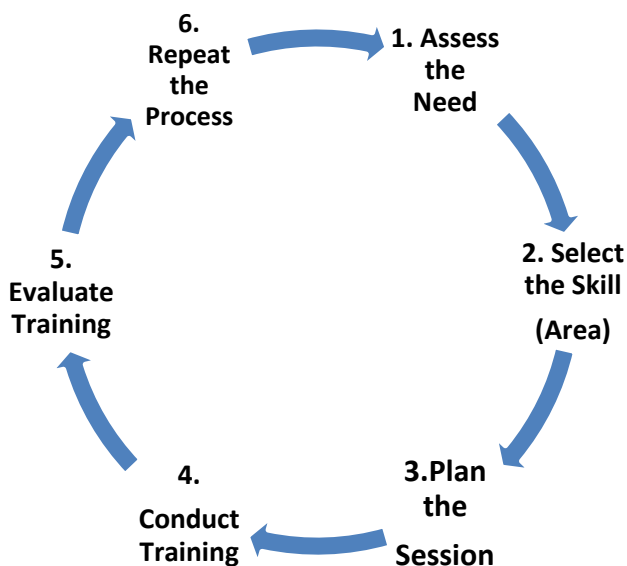 1. Assess
the
Need
2. Select
the Skill
(Area)
3.Plan
the
Session
4.
Conduct
Training
5.
Evaluate
Training
6.
Repeat
the
Process